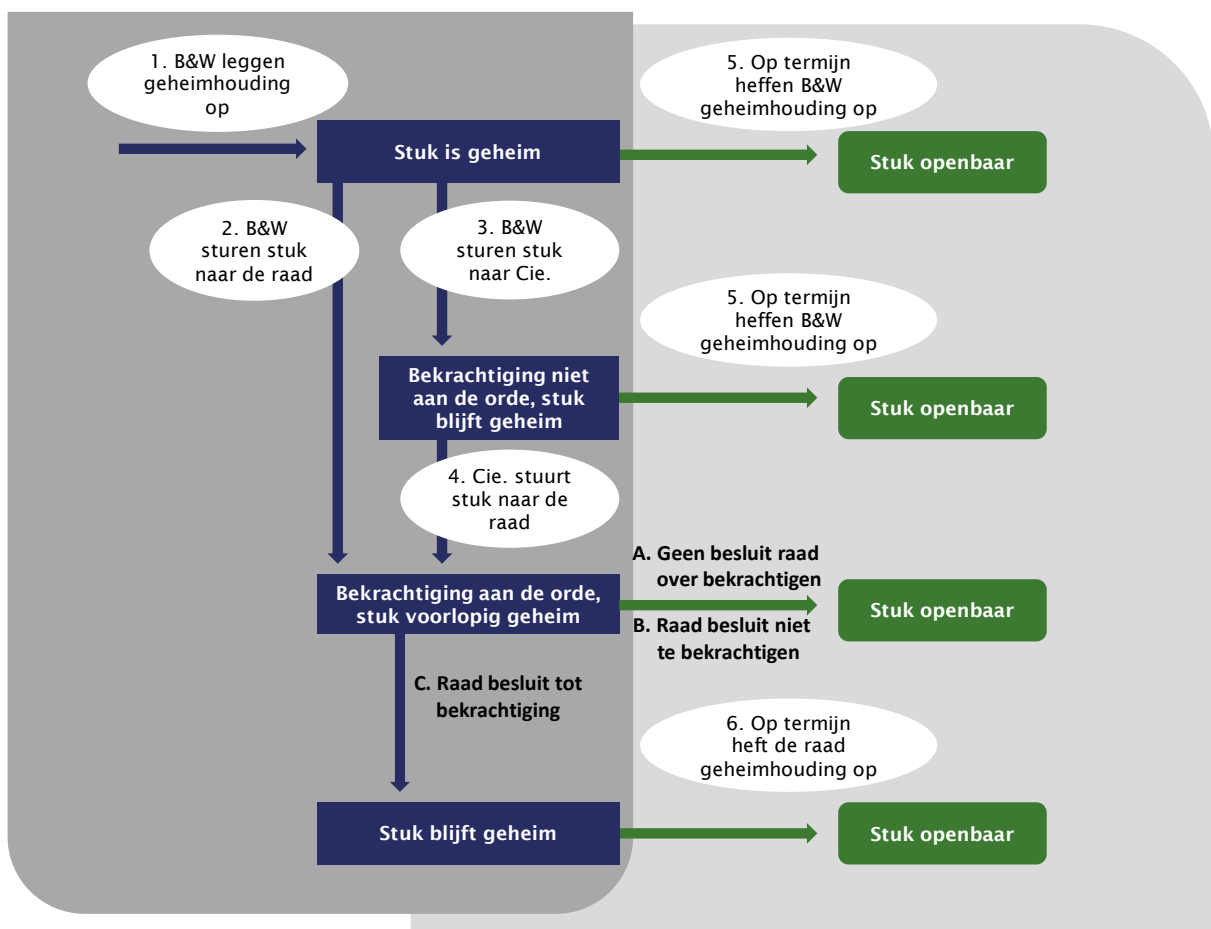 1. B&W leggen
geheimhouding
op
5. Op termijn
heffen B&W
geheimhouding op
Stuk is geheim
Stuk openbaar
2. B&W
sturen stuk
naar de raad
3. B&W
sturen stuk
naar Cie.
5. Op termijn
heffen B&W
geheimhouding op
Bekrachtiging niet
aan de orde, stuk
blijft geheim
Stuk openbaar
4. Cie. stuurt
stuk naar de
raad
A. Geen besluit raad
over bekrachtigen
Bekrachtiging aan de orde,
stuk voorlopig geheim
Stuk openbaar
B. Raad besluit niet
te bekrachtigen
C. Raad besluit tot
bekrachtiging
6. Op termijn
heft de raad
geheimhouding op
Stuk blijft geheim
Stuk openbaar